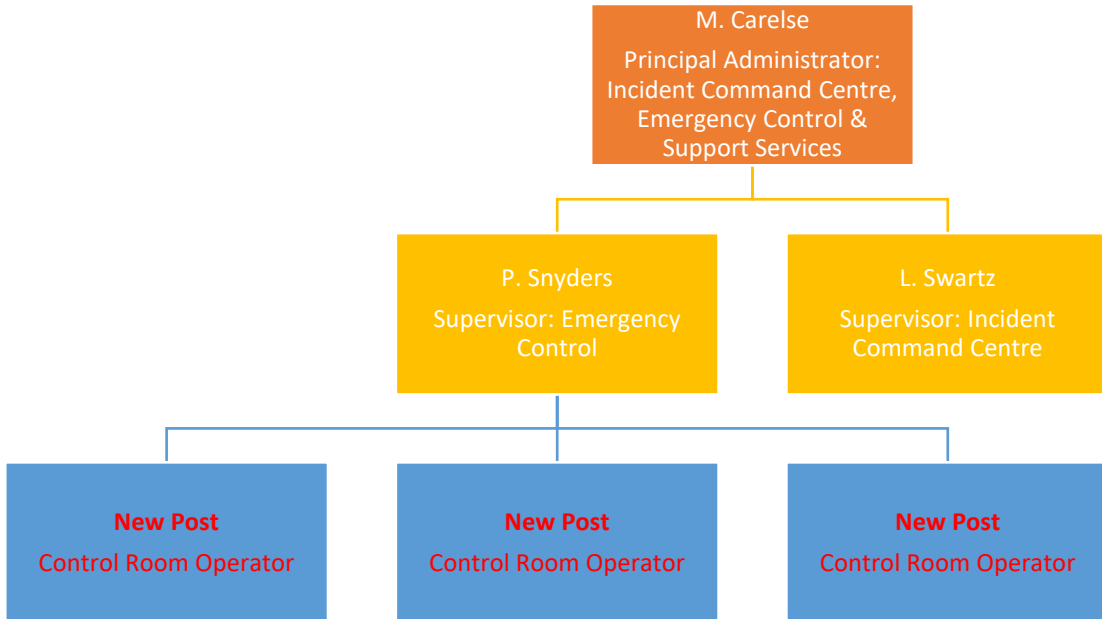 M. Carelse
Principal Administrator:
Incident Command Centre,
Emergency Control &
Support Services
P. Snyders
Supervisor: Emergency
Control
L. Swartz
Supervisor: Incident
Command Centre
New Post
Control Room Operator
New Post
Control Room Operator
New Post
Control Room Operator